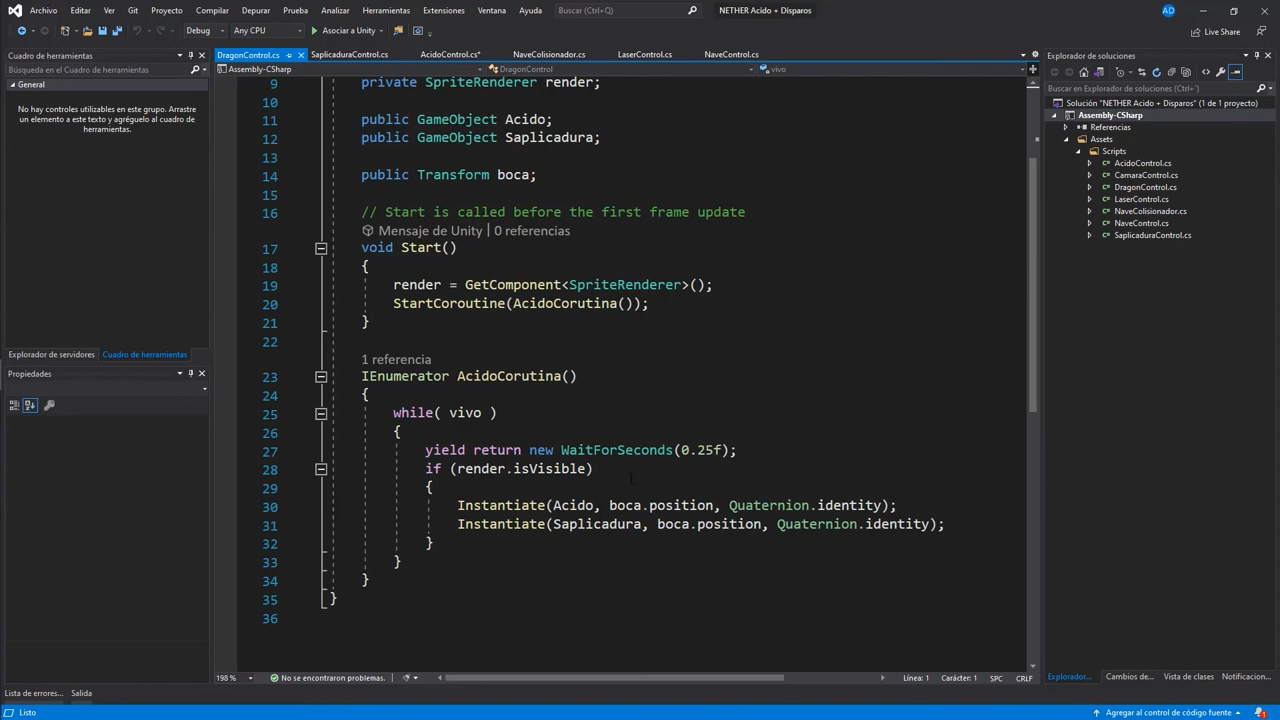 Archivo Editar Ver Git Proyecto Compilar Depurar Prueba Analizar Herramientas Extensiones Ventana Ayuda Buscar (Ctrl+Q) NETHER Acido + Disparos AD
Debug Any CPU Asociar a Unity Live Share
Cuadro de herramientas
Búsqueda en el Cuadro de herramientas
General
No hay controles utilizables en este grupo. Arrastre
un elemento a este texto y agréguelo al cuadro de
herramientas.
Explorador de servidores Cuadro de herramientas
Propiedades
DragonControl.cs SaplicaduraControl.cs AcidoControl.cs* NaveColisionador.cs LaserControl.cs NaveControl.cs
Assembly-CSharp DragonControl vivo
9 private SpriteRenderer render;
10
11 public GameObject Acido;
12 public GameObject Saplicadura;
13
14 public Transform boca;
15
16 // Start is called before the first frame update
Mensaje de Unity | 0 referencias
17 void Start()
18 {
19 render = GetComponent<SpriteRenderer>();
20 StartCoroutine(AcidoCorutina());
21 }
22
1 referencia
23 IEnumerator AcidoCorutina()
24 {
25 while( vivo )
26 {
27 yield return new WaitForSeconds(0.25f);
28 if (render.isVisible)
29 {
30 Instantiate(Acido, boca.position, Quaternion.identity);
31 Instantiate(Saplicadura, boca.position, Quaternion.identity);
32 }
33 }
34 }
35 }
36
198 % No se encontraron problemas. Línea: 1 Carácter: 1 SPC CRLF
Explorador de soluciones
Buscar en Explorador de soluciones (Ctrl+´)
Solución "NETHER Acido + Disparos" (1 de 1 proyecto)
Assembly-CSharp
Referencias
Assets
Scripts
AcidoControl.cs
CamaraControl.cs
DragonControl.cs
LaserControl.cs
NaveColisionador.cs
NaveControl.cs
SaplicaduraControl.cs
Explorador... Cambios de... Vista de clases Notificacion...
Lista de errores... Salida
Listo Agregar al control de código fuente 1